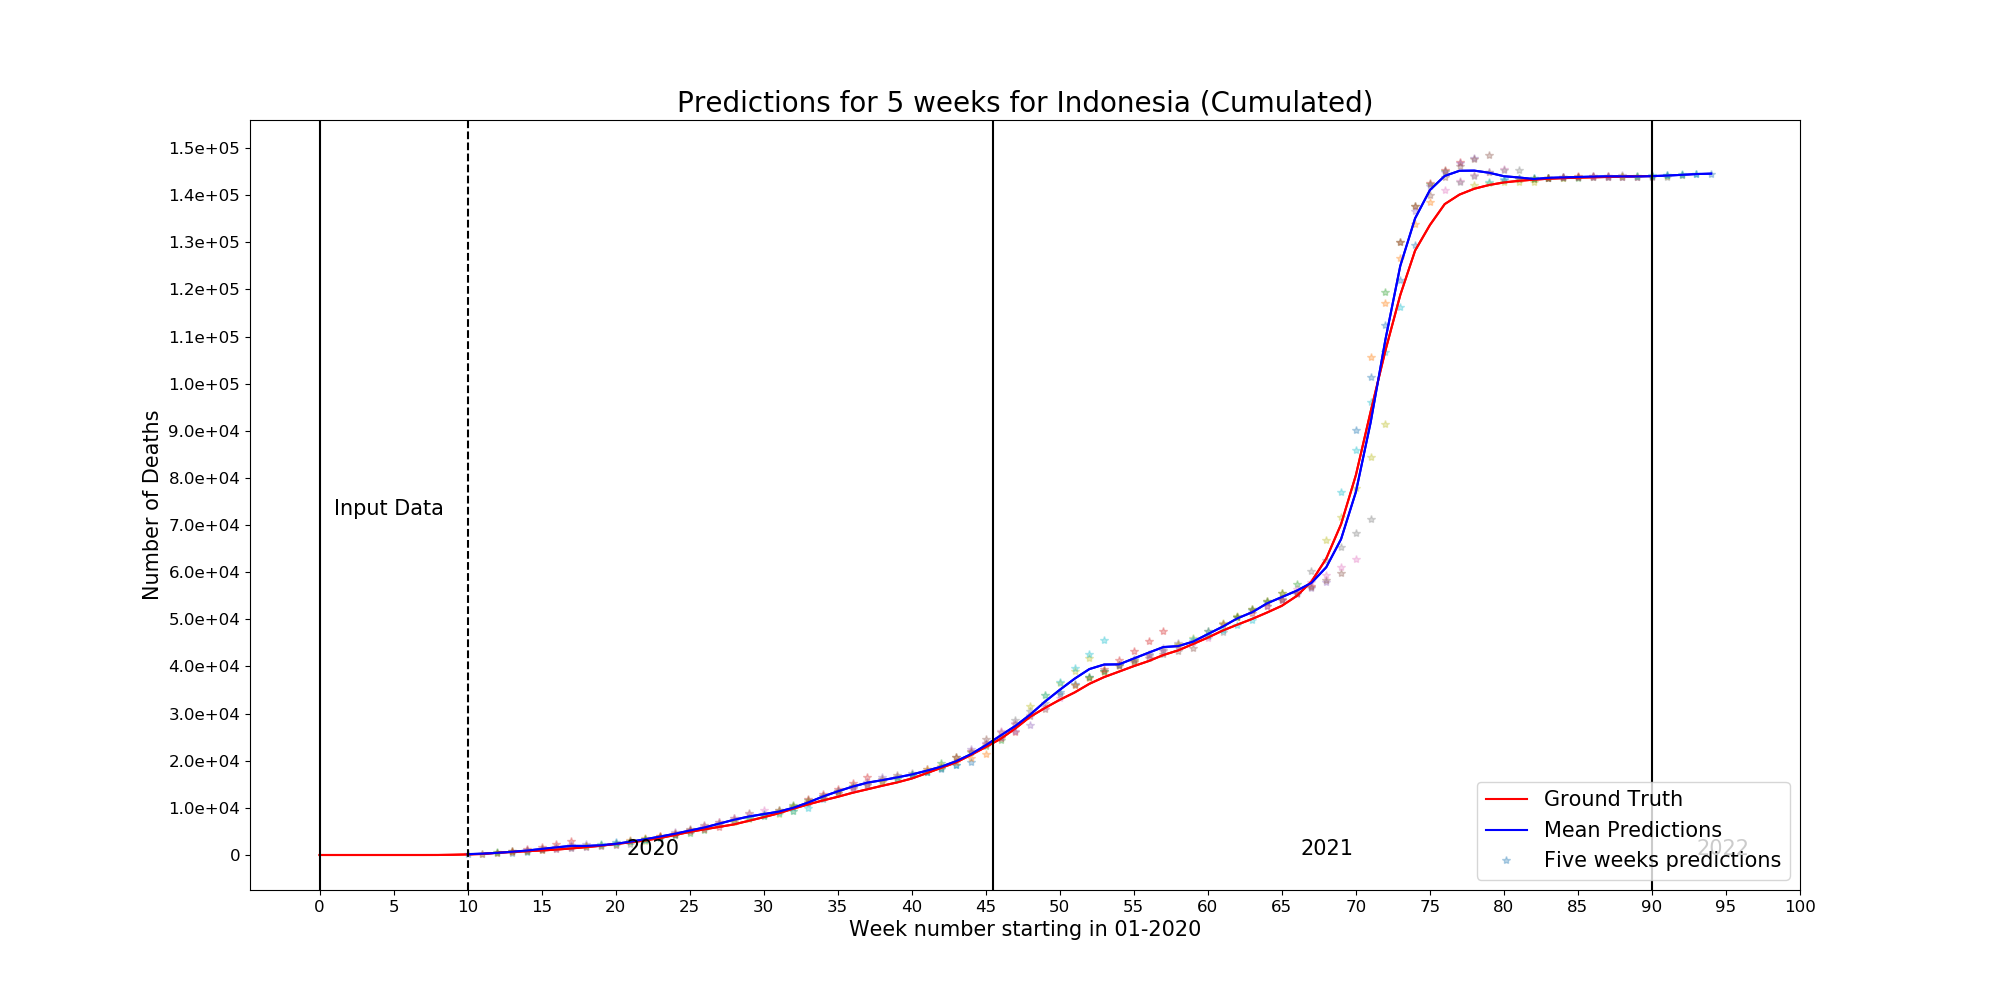 Predictions for 5 weeks for Indonesia (Cumulated)
1.5e+05
1.4e+05
1.3e+05
1.2e+05
1.1e+05
1.0e+05
9.0e+04
8.0e+04
7.0e+04
6.0e+04
5.0e+04
4.0e+04
3.0e+04
2.0e+04
1.0e+04
0
Number of Deaths
Input Data
2020
2021
2022
Ground Truth
Mean Predictions
Five weeks predictions
0 5 10 15 20 25 30 35 40 45 50 55 60 65 70 75 80 85 90 95 100
Week number starting in 01-2020